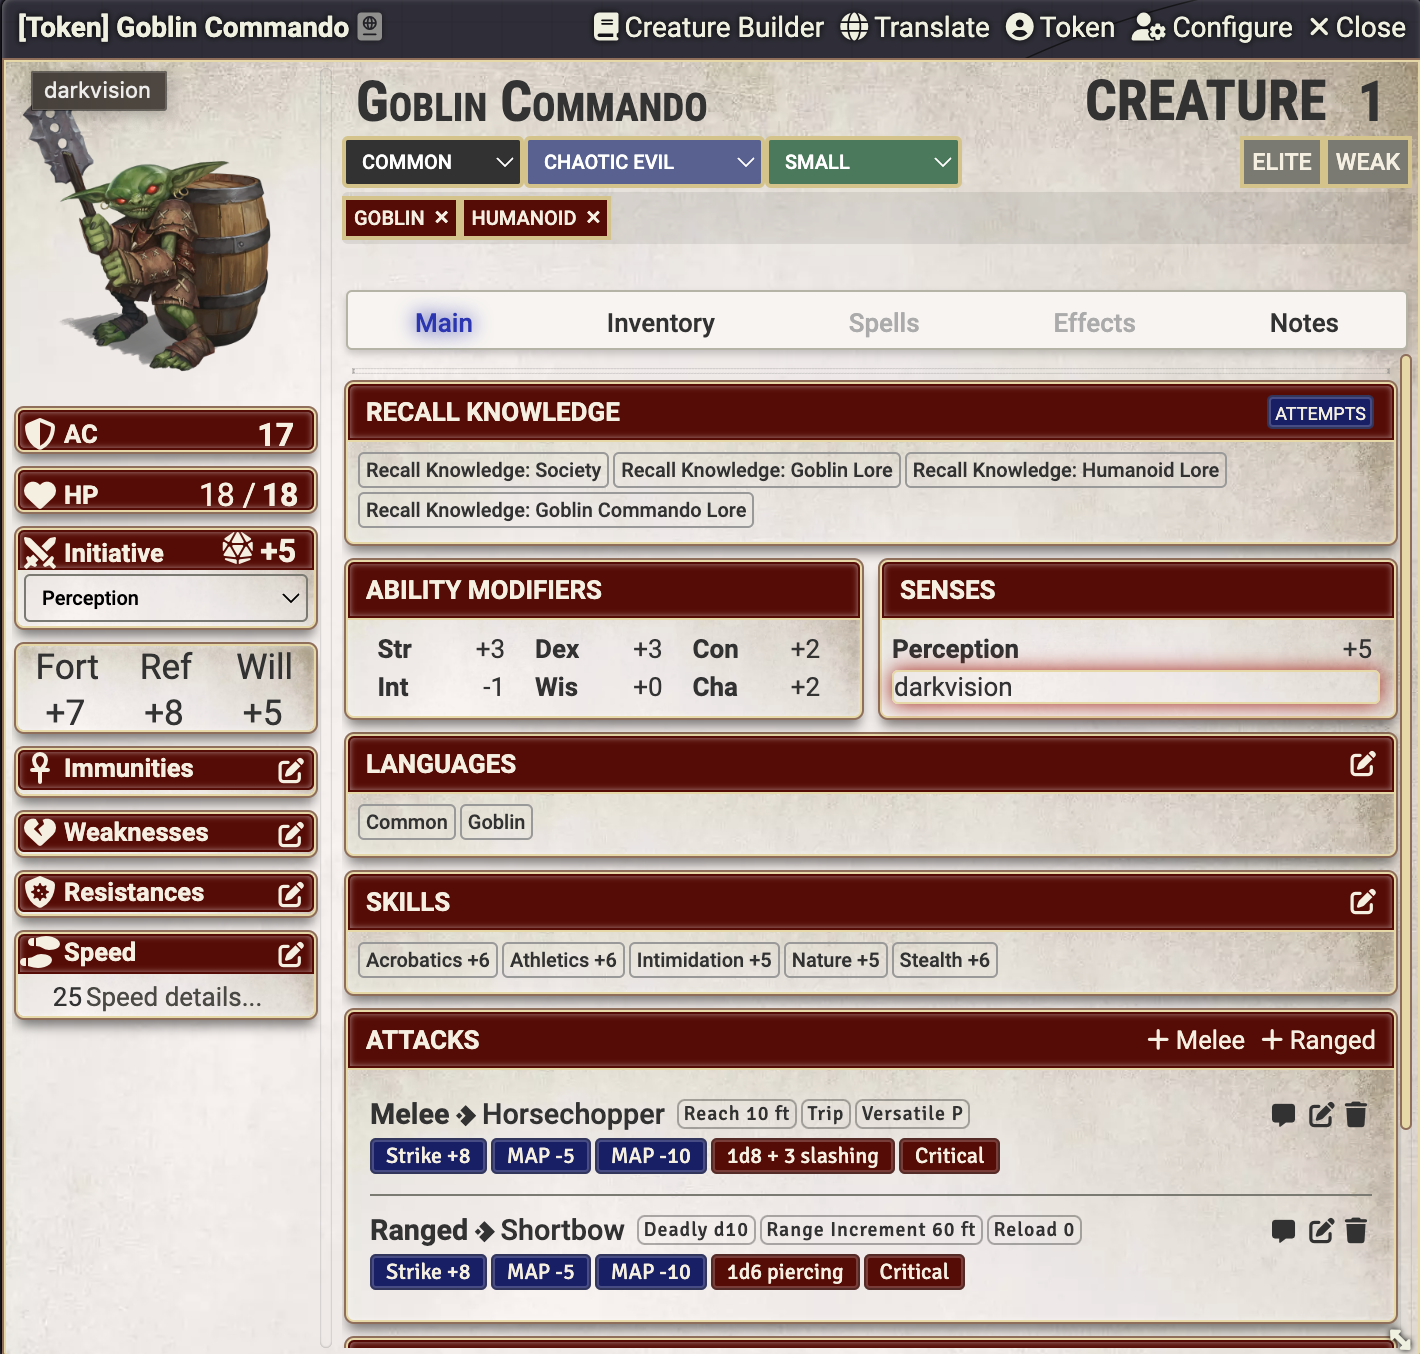 [Token] Goblin Commando Creature Builder Translate Token Configure Close
darkvision
Goblin Commando CREATURE 1
COMMON CHAOTIC EVIL SMALL ELITE WEAK
GOBLIN × HUMANOID ×
Main Inventory Spells Effects Notes
AC 17
HP 18 / 18
Initiative +5
Perception
Fort Ref Will
+7 +8 +5
Immunities
Weaknesses
Resistances
Speed
25 Speed details...
RECALL KNOWLEDGE ATTEMPTS
Recall Knowledge: Society Recall Knowledge: Goblin Lore Recall Knowledge: Humanoid Lore
Recall Knowledge: Goblin Commando Lore
ABILITY MODIFIERS
Str +3 Dex +3 Con +2
Int -1 Wis +0 Cha +2
SENSES
Perception +5
darkvision
LANGUAGES
Common Goblin
SKILLS
Acrobatics +6 Athletics +6 Intimidation +5 Nature +5 Stealth +6
ATTACKS + Melee + Ranged
Melee Horsechopper Reach 10 ft Trip Versatile P
Strike +8 MAP -5 MAP -10 1d8 + 3 slashing Critical
Ranged Shortbow Deadly d10 Range Increment 60 ft Reload 0
Strike +8 MAP -5 MAP -10 1d6 piercing Critical